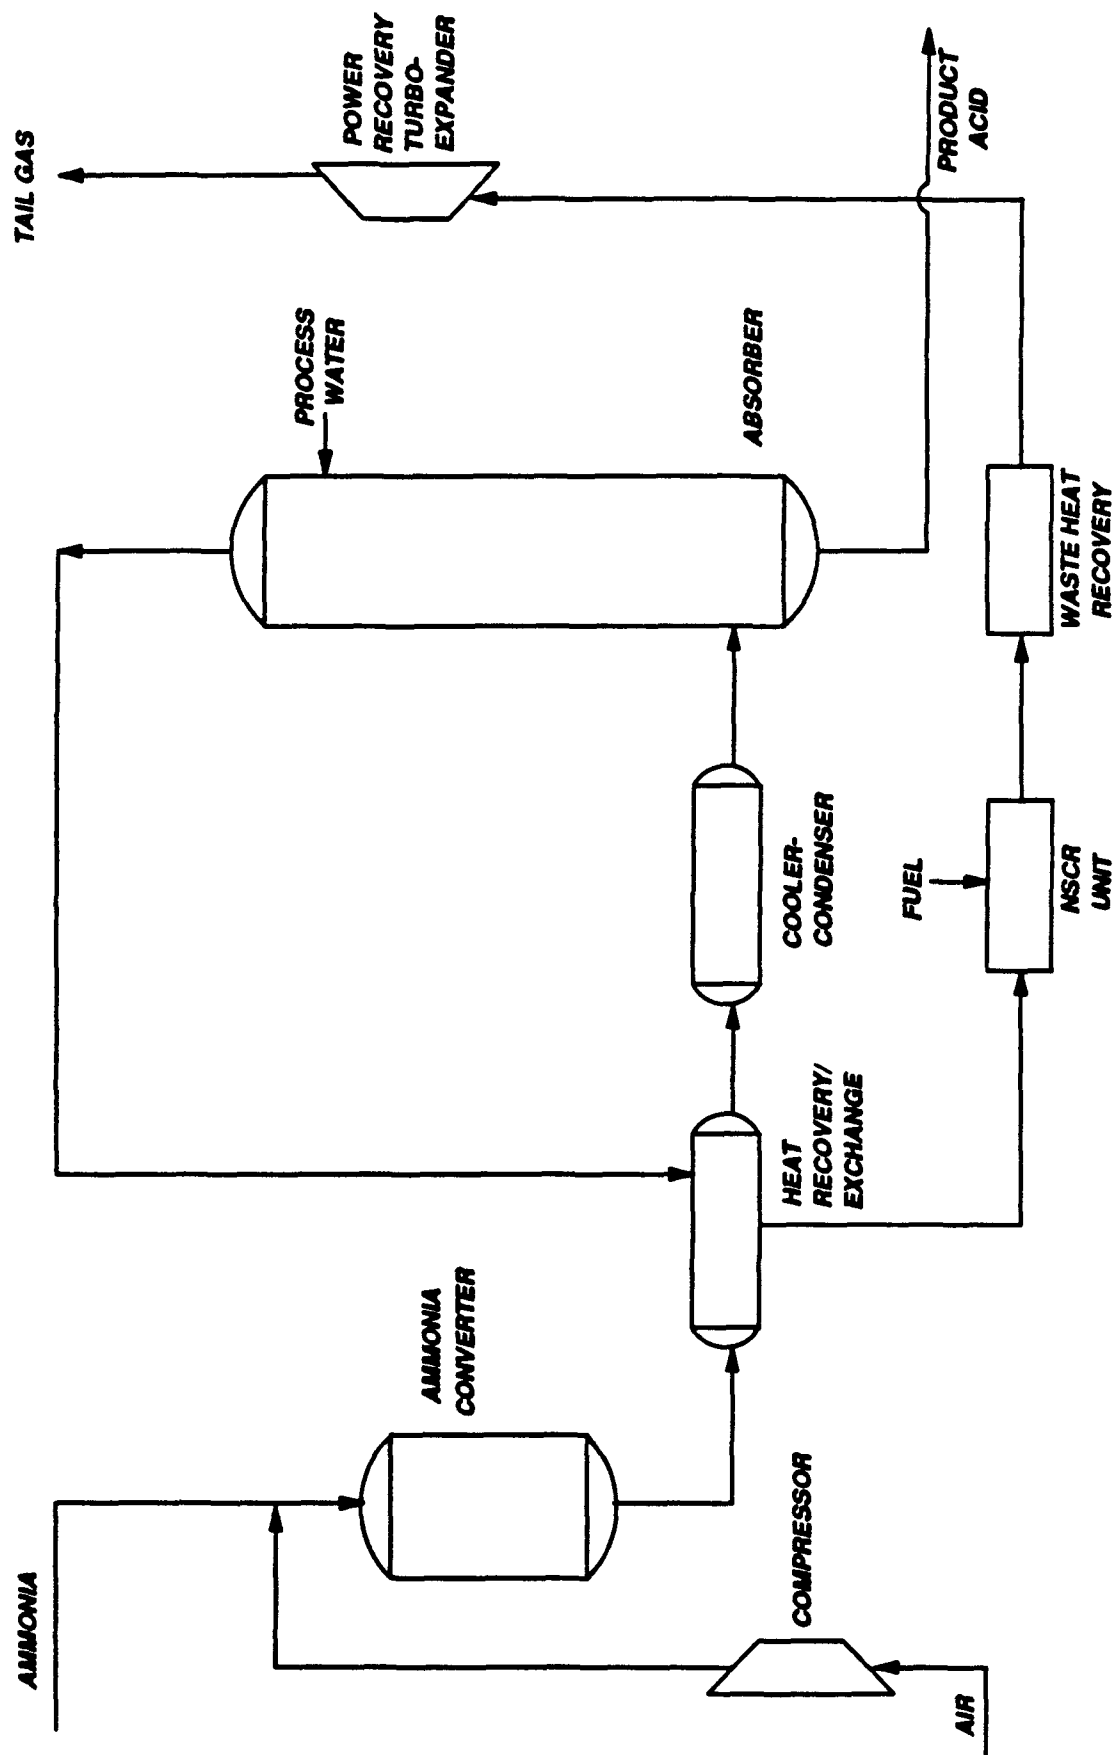 AMMONIA
AIR
COMPRESSOR
AMMONIA
CONVERTER
HEAT
RECOVERY/
EXCHANGE
COOLER-
CONDENSER
FUEL
NSCR
UNIT
WASTE HEAT
RECOVERY
PROCESS
WATER
ABSORBER
TAIL GAS
POWER
RECOVERY
TURBO-
EXPANDER
PRODUCT
ACID